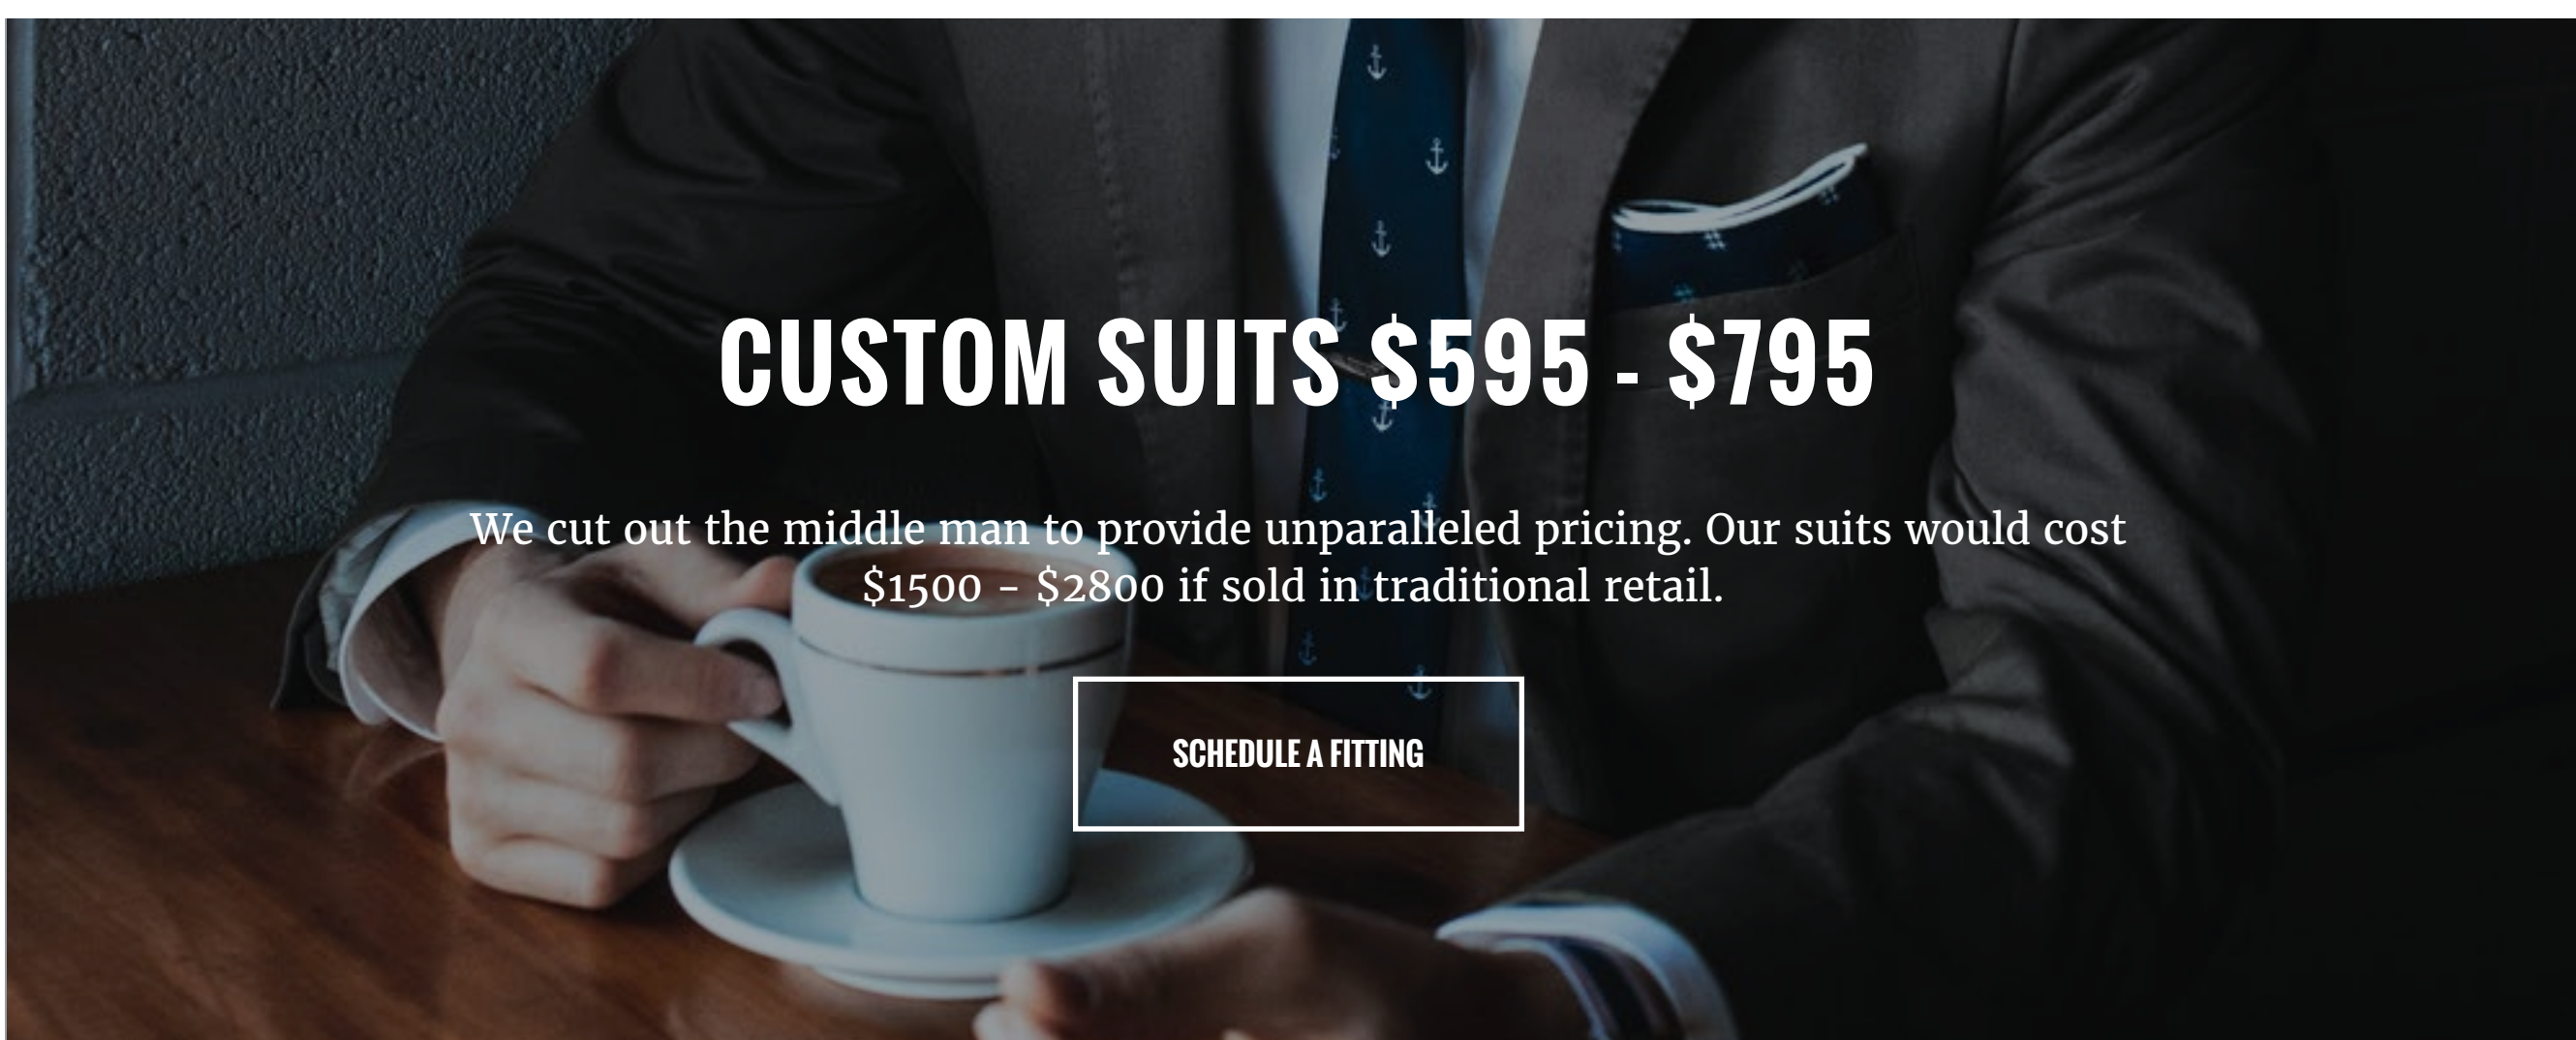 CUSTOM SUITS $595 - $795
We cut out the middle man to provide unparalleled pricing. Our suits would cost
$1500 - $2800 if sold in traditional retail.
SCHEDULE A FITTING